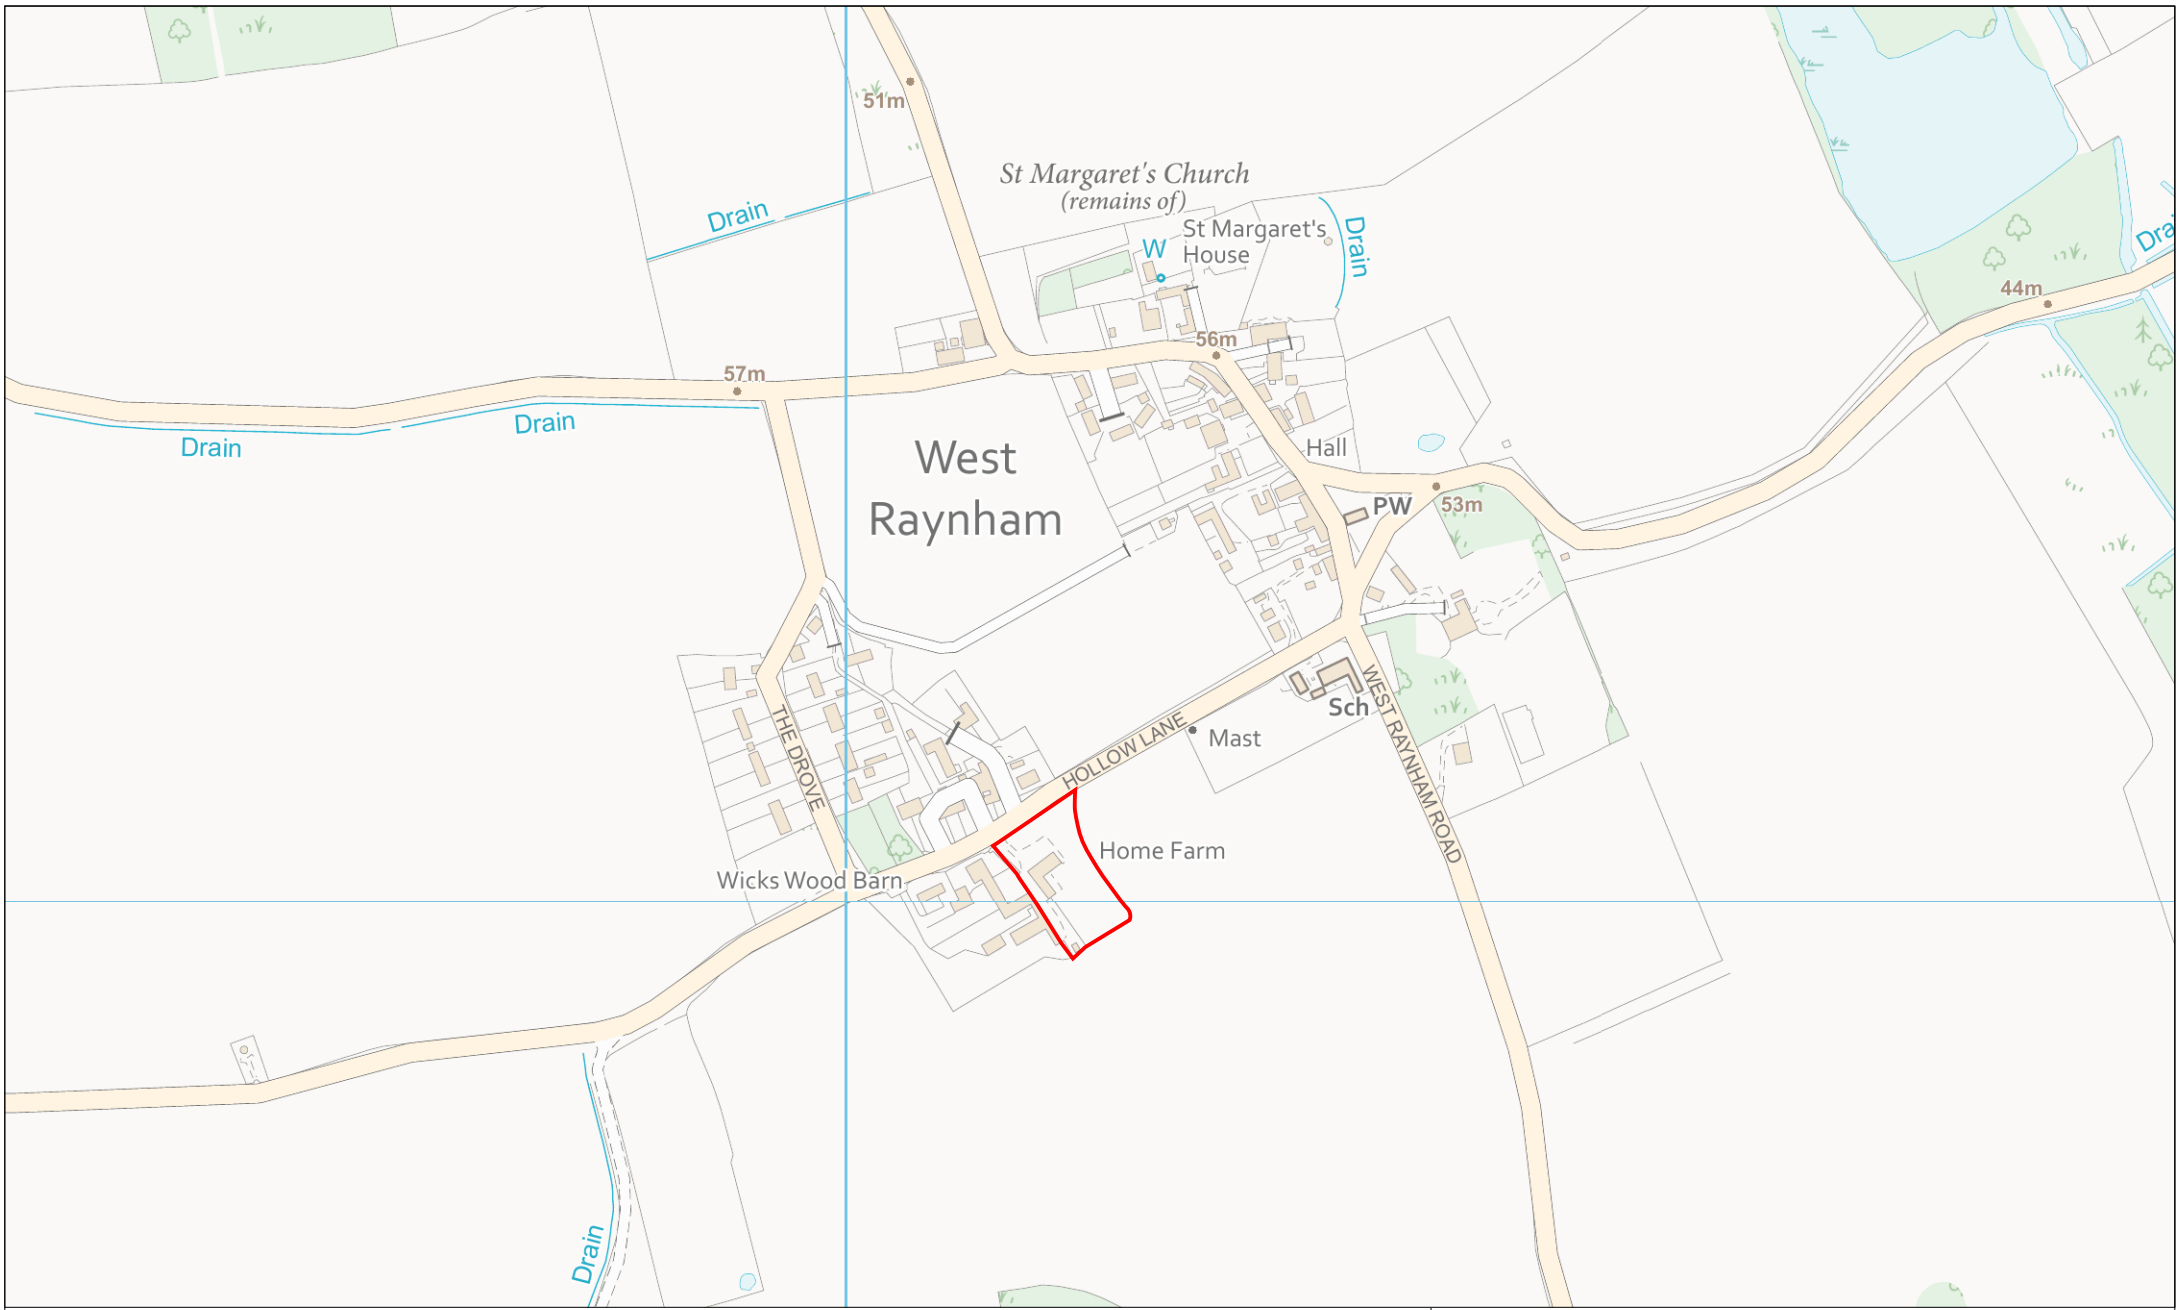 51m
St Margaret's Church
(remains of)
Drain
St Margaret's
House
W
Drain
Drai
44m
56m
57m
Drain
Drain
West
Raynham
Hall
PW
53m
THE DROVE
HOLLOW LANE
Mast
Sch
WEST RAYNHAM ROAD
Home Farm
Wicks Wood Barn
Drain